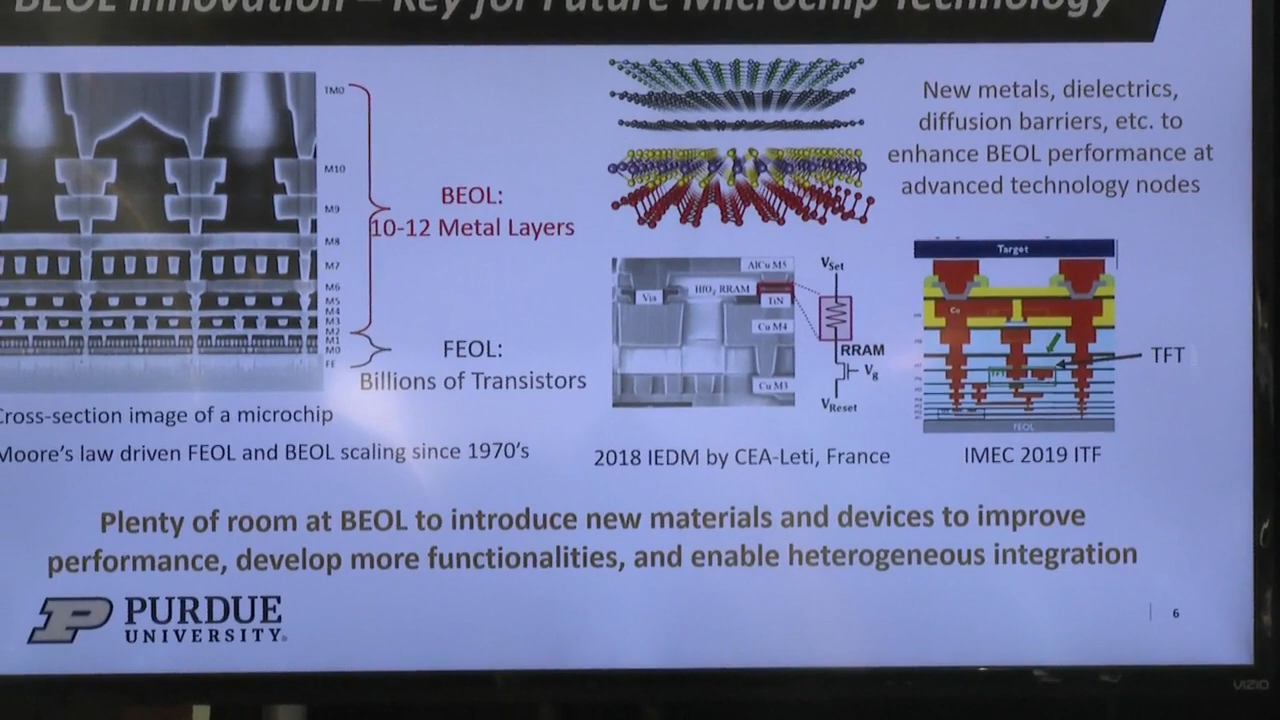 BEOL Innovation – Key for Future Microchip Technology
TM0
M10
M9
M8
M7
M6
M5
M4
M3
M2
M1
M0
FE
BEOL:
10-12 Metal Layers
FEOL:
Billions of Transistors
Cross-section image of a microchip
Moore's law driven FEOL and BEOL scaling since 1970's
New metals, dielectrics,
diffusion barriers, etc. to
enhance BEOL performance at
advanced technology nodes
AlCu M5
Via
HfO2 RRAM
TiN
Cu M4
Cu M3
VSet
RRAM
Vg
VReset
2018 IEDM by CEA-Leti, France
Target
Cu
TFT
FEOL
IMEC 2019 ITF
Plenty of room at BEOL to introduce new materials and devices to improve
performance, develop more functionalities, and enable heterogeneous integration
P PURDUE
UNIVERSITY®
6
VIZIO